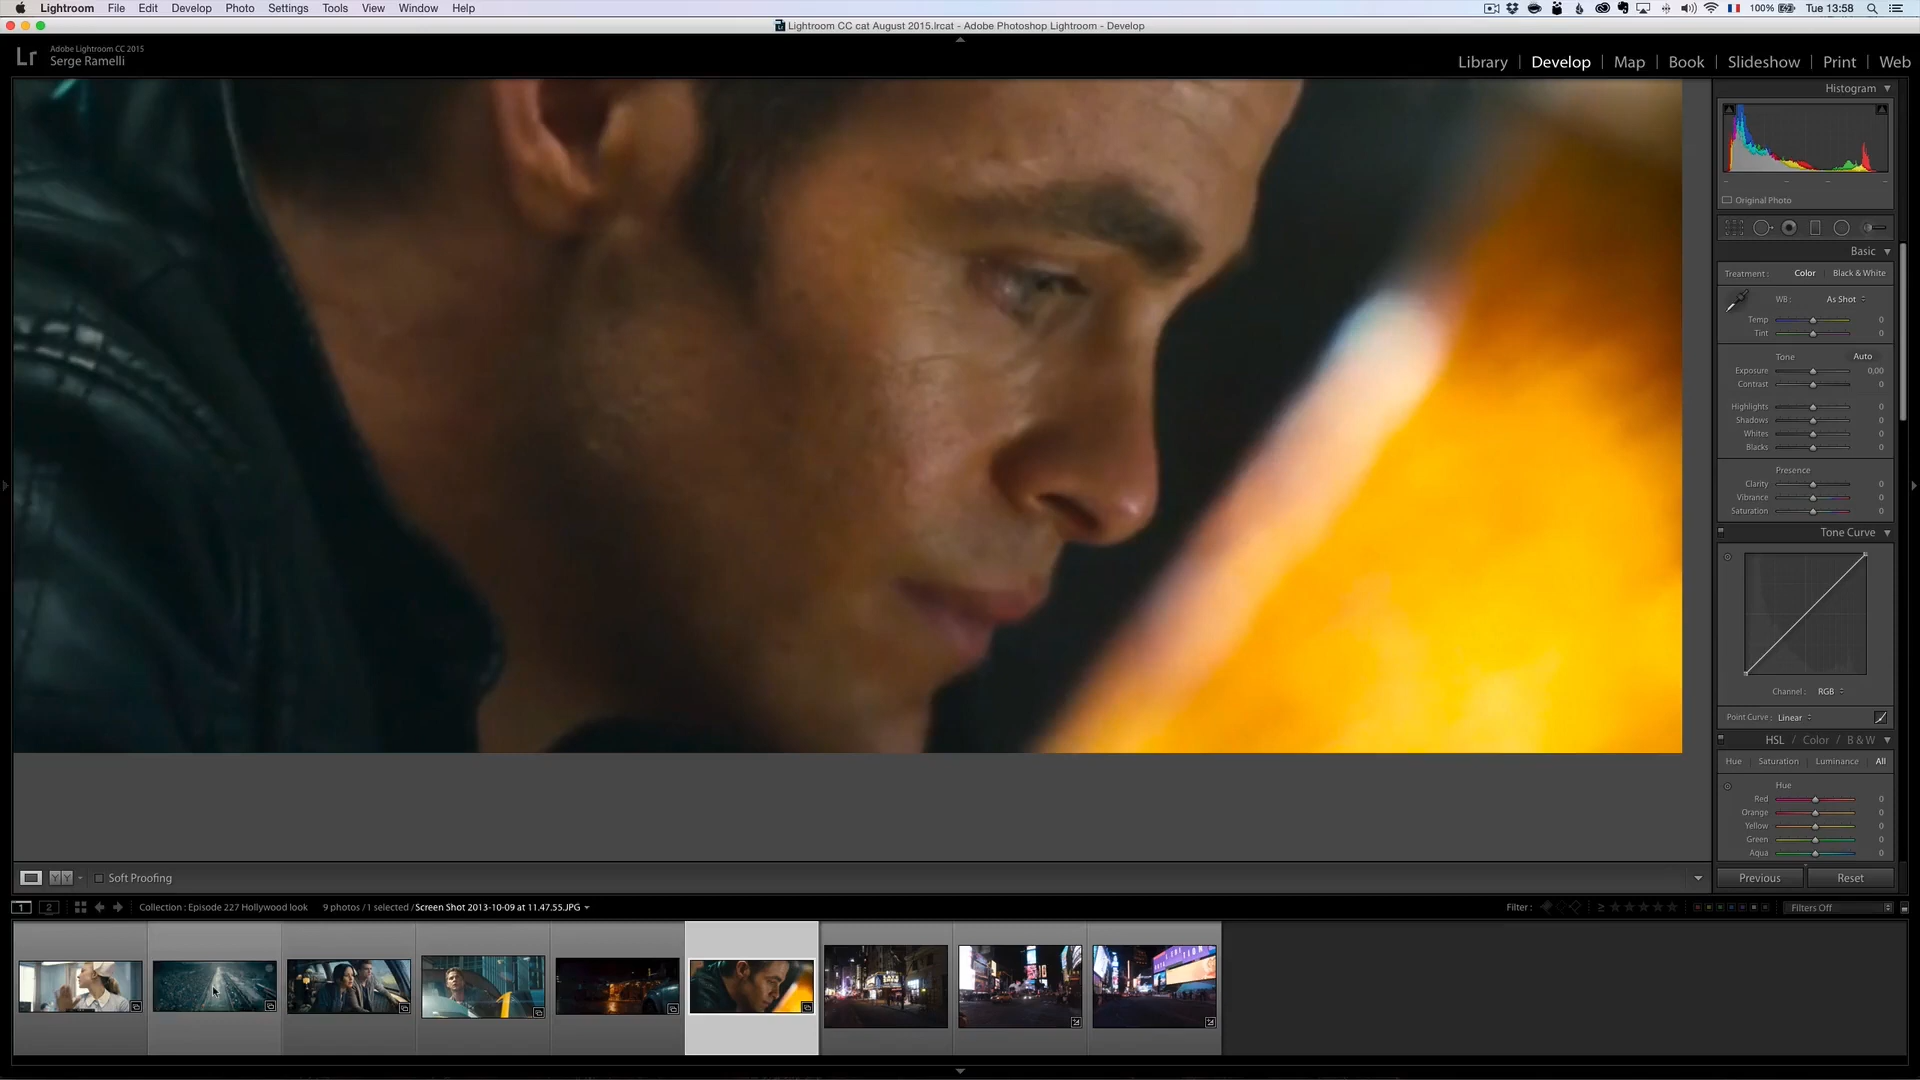 Lightroom File Edit Develop Photo Settings Tools View Window Help 100% Tue 13:58
Lightroom CC cat August 2015.lrcat - Adobe Photoshop Lightroom - Develop
Lr Adobe Lightroom CC 2015
Serge Ramelli
Library | Develop | Map | Book | Slideshow | Print | Web
Histogram
Original Photo
Basic
Treatment : Color Black & White
WB : As Shot
Temp 0
Tint 0
Tone Auto
Exposure 0,00
Contrast 0
Highlights 0
Shadows 0
Whites 0
Blacks 0
Presence
Clarity 0
Vibrance 0
Saturation 0
Tone Curve
Channel : RGB
Point Curve : Linear
HSL / Color / B & W
Hue Saturation Luminance All
Hue
Red 0
Orange 0
Yellow 0
Green 0
Aqua 0
YY Soft Proofing Previous Reset
1 2 Collection : Episode 227 Hollywood look 9 photos / 1 selected / Screen Shot 2013-10-09 at 11.47.55.JPG Filter : ≥ Filters Off